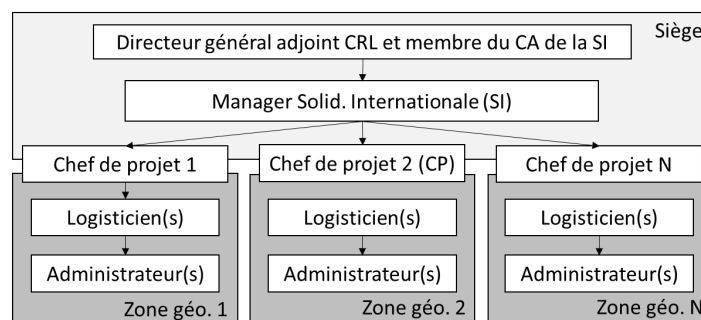 Siège
Directeur général adjoint CRL et membre du CA de la SI
Manager Solid. Internationale (SI)
Chef de projet 1
Chef de projet 2 (CP)
Chef de projet N
Logisticien(s)
Logisticien(s)
Logisticien(s)
Administrateur(s)
Administrateur(s)
Administrateur(s)
Zone géo. 1
Zone géo. 2
Zone géo. N